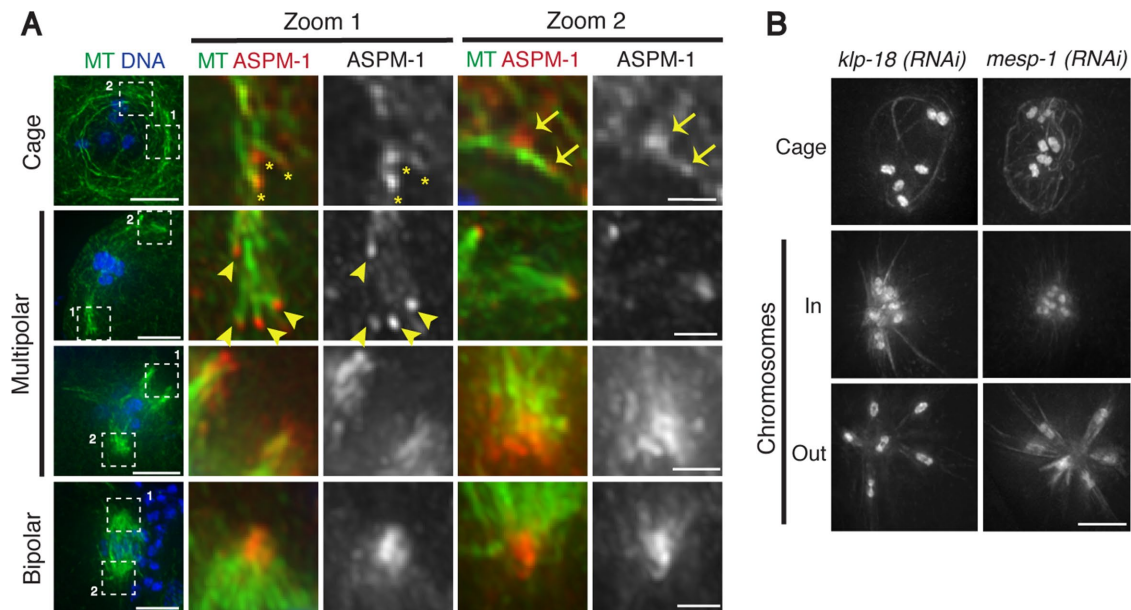 A
Zoom 1
Zoom 2
MT DNA
MT ASPM-1
ASPM-1
MT ASPM-1
ASPM-1
Cage
2
1
* * *
* * *
Multipolar
2
1
1
2
Bipolar
1
2
B
klp-18 (RNAi)
mesp-1 (RNAi)
Cage
Chromosomes
In
Out